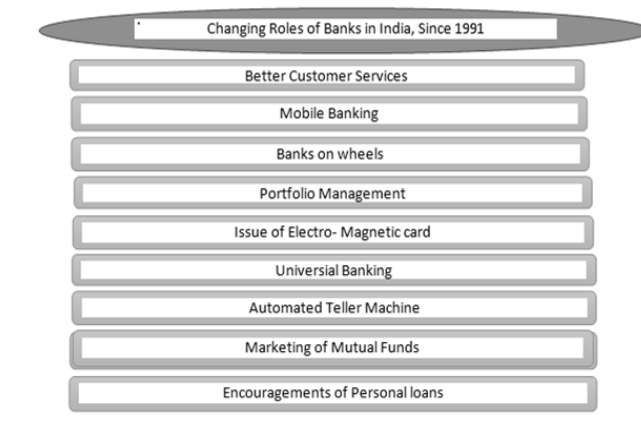 Changing Roles of Banks in India, Since 1991
Better Customer Services
Mobile Banking
Banks on wheels
Portfolio Management
Issue of Electro- Magnetic card
Universial Banking
Automated Teller Machine
Marketing of Mutual Funds
Encouragements of Personal loans